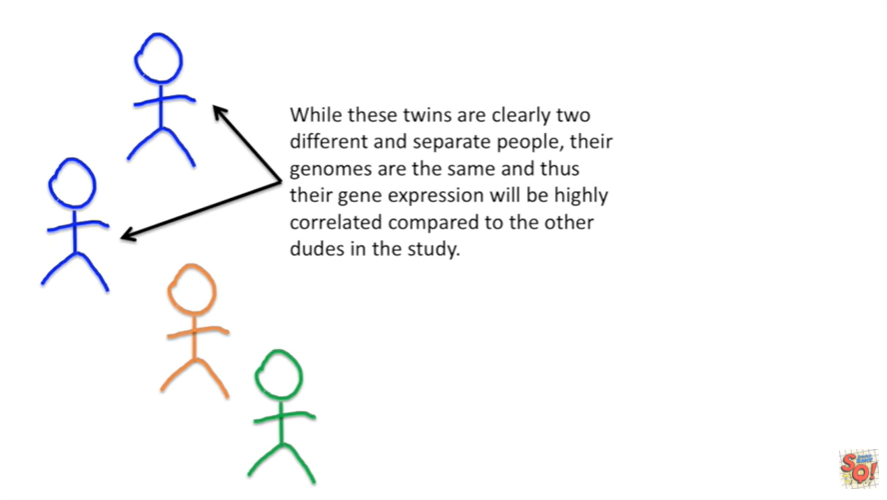 While these twins are clearly two
different and separate people, their
genomes are the same and thus
their gene expression will be highly
correlated compared to the other
dudes in the study.
SO!